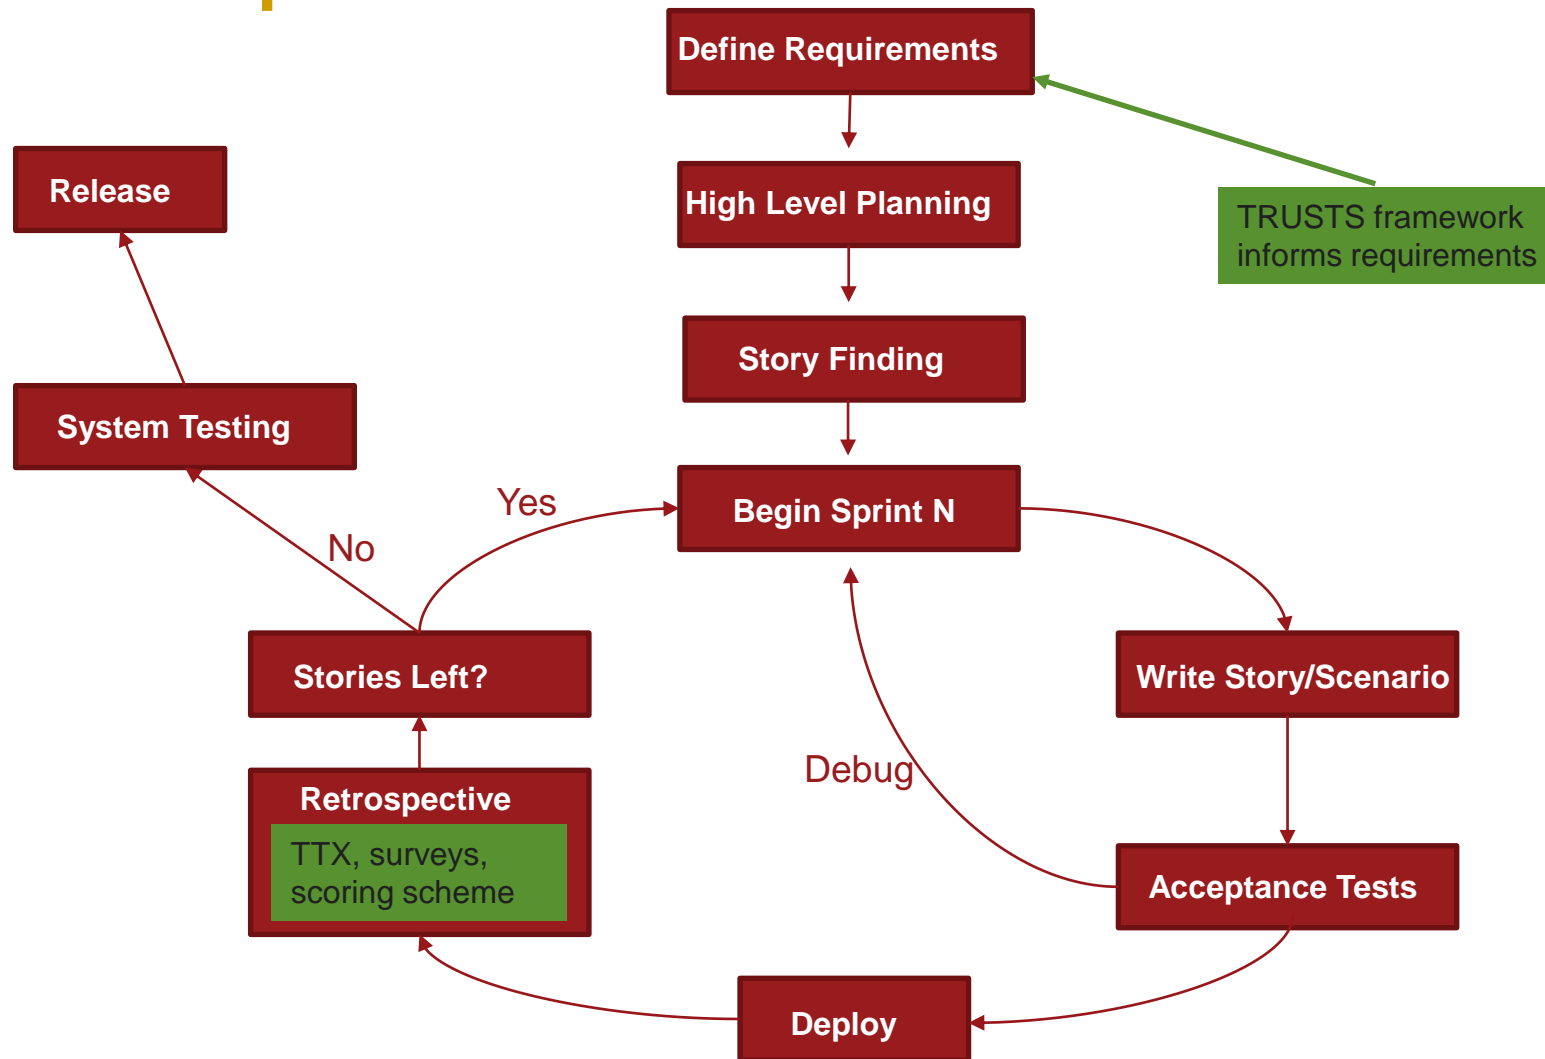 Define Requirements
Release
High Level Planning
TRUSTS framework
informs requirements
Story Finding
System Testing
Yes
Begin Sprint N
No
Stories Left?
Write Story/Scenario
Debug
Retrospective
TTX, surveys,
scoring scheme
Acceptance Tests
Deploy